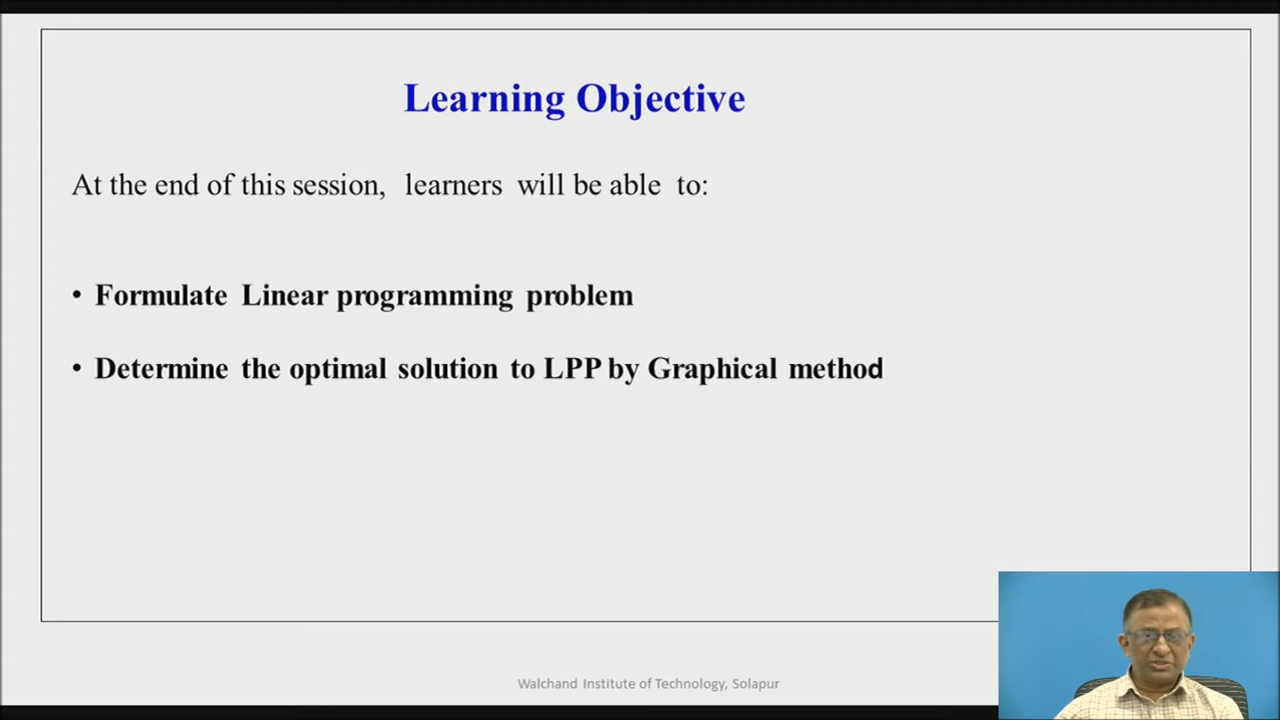 Learning Objective
At the end of this session, learners will be able to:
• Formulate Linear programming problem
• Determine the optimal solution to LPP by Graphical method
Walchand Institute of Technology, Solapur